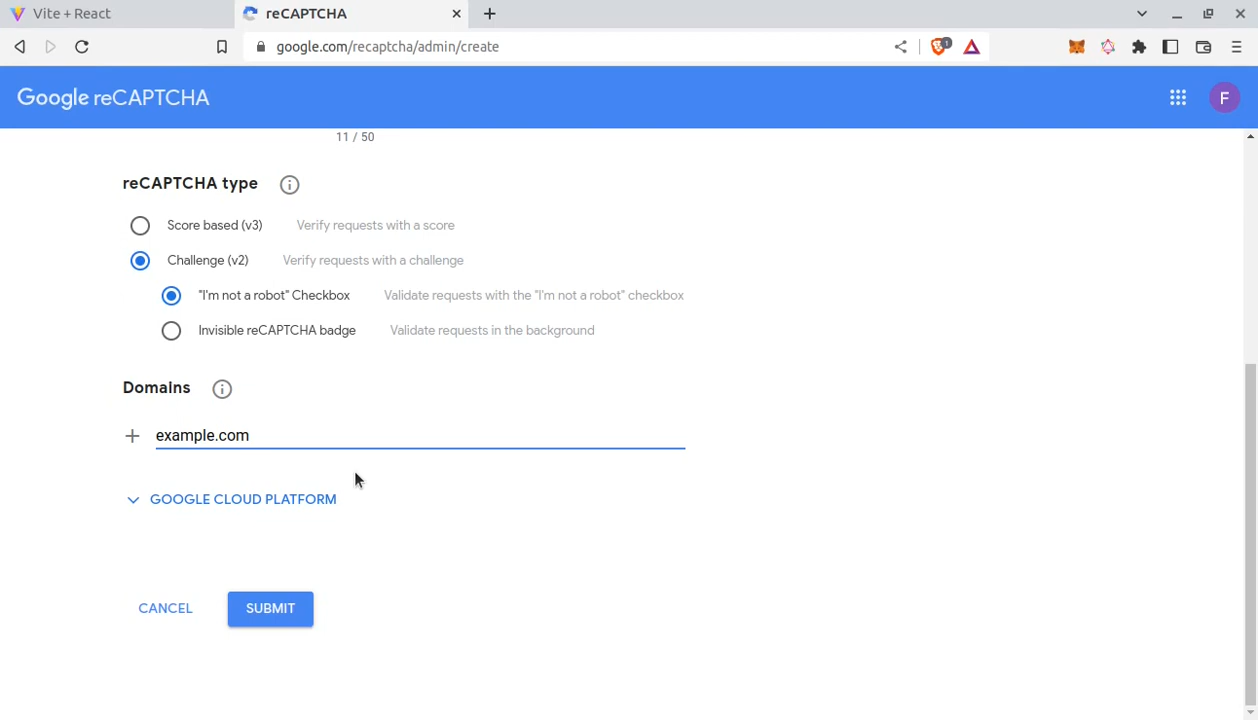 Vite + React
reCAPTCHA
google.com/recaptcha/admin/create
1
Google reCAPTCHA
F
11 / 50
reCAPTCHA type
Score based (v3) Verify requests with a score
Challenge (v2) Verify requests with a challenge
"I'm not a robot" Checkbox Validate requests with the "I'm not a robot" checkbox
Invisible reCAPTCHA badge Validate requests in the background
Domains
example.com
GOOGLE CLOUD PLATFORM
CANCEL SUBMIT